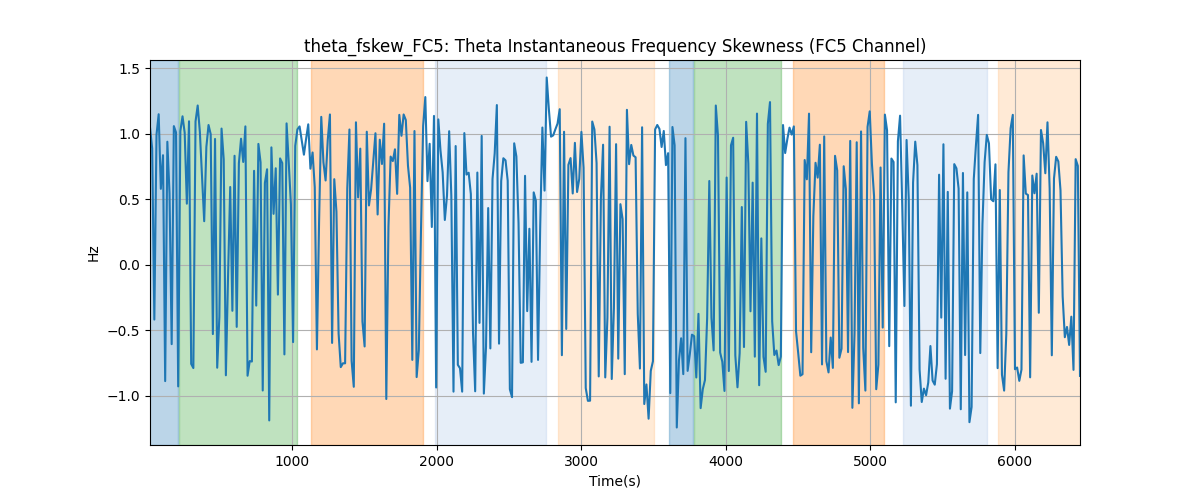 theta_fskew_FC5: Theta Instantaneous Frequency Skewness (FC5 Channel)
1.5
1.0
0.5
0.0
−0.5
−1.0
Hz
1000 2000 3000 4000 5000 6000
Time(s)